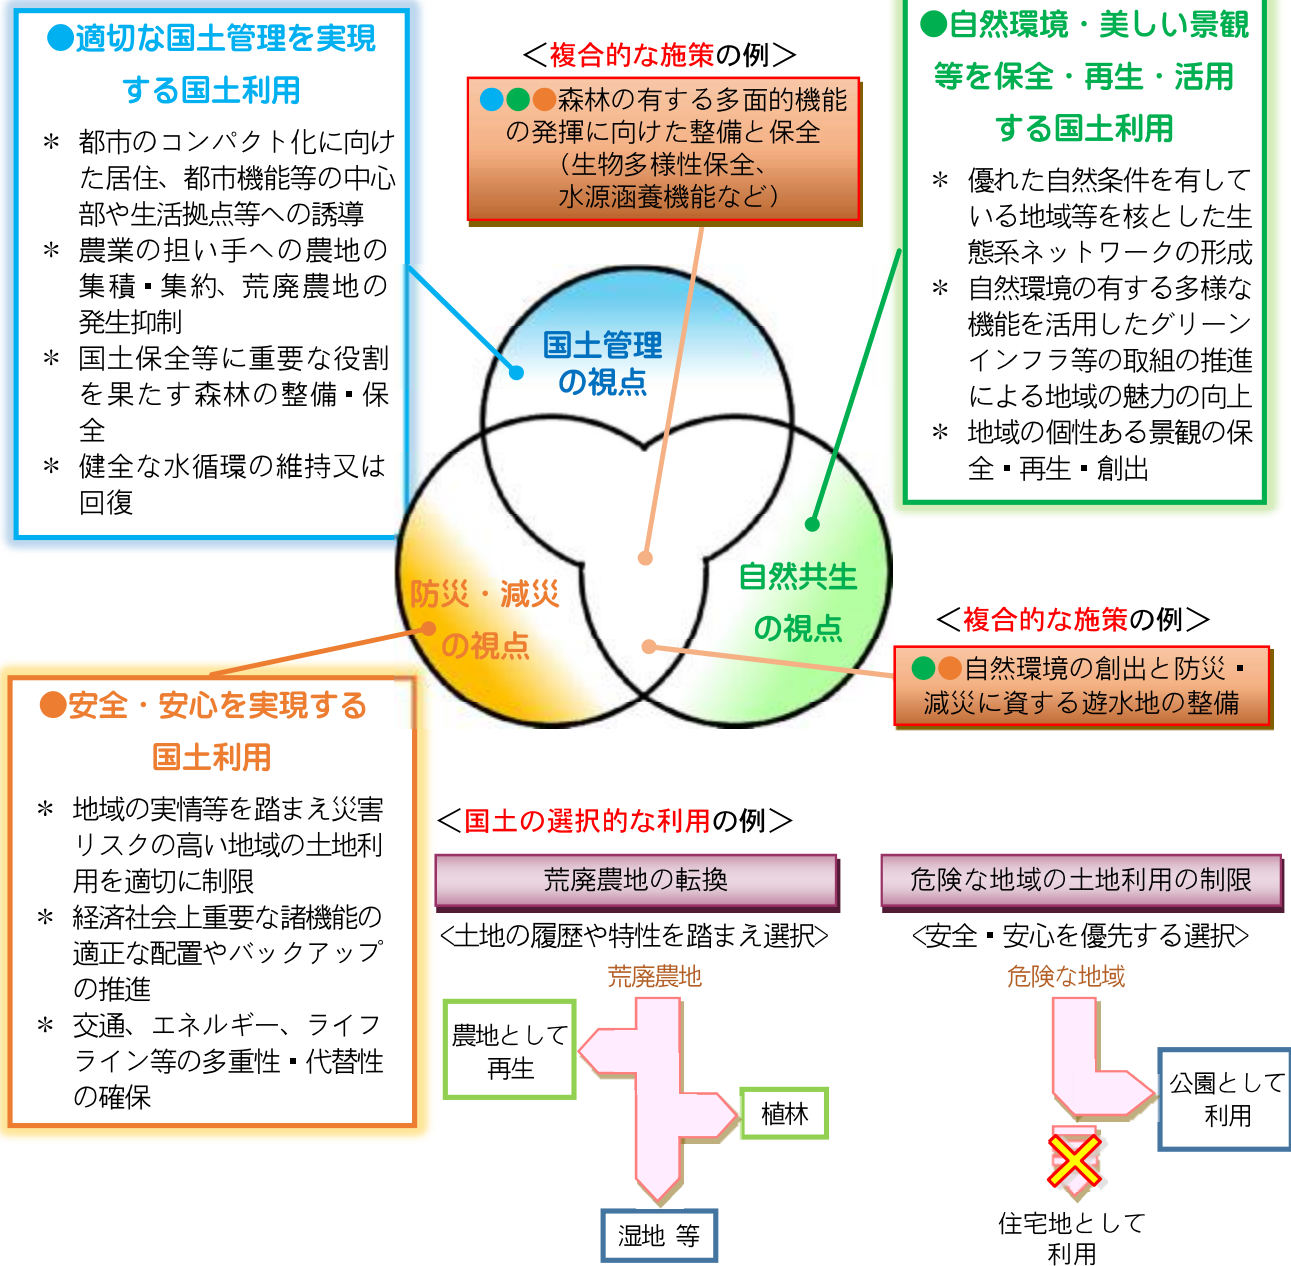 ●適切な国土管理を実現
する国土利用
＊ 都市のコンパクト化に向け
た居住、都市機能等の中心
部や生活拠点等への誘導
＊ 農業の担い手への農地の
集積・集約、荒廃農地の
発生抑制
＊ 国土保全等に重要な役割
を果たす森林の整備・保
全
＊ 健全な水循環の維持又は
回復
＜複合的な施策の例＞
●●●森林の有する多面的機能
の発揮に向けた整備と保全
（生物多様性保全、
水源涵養機能など）
●自然環境・美しい景観
等を保全・再生・活用
する国土利用
＊ 優れた自然条件を有して
いる地域等を核とした生
態系ネットワークの形成
＊ 自然環境の有する多様な
機能を活用したグリーン
インフラ等の取組の推進
による地域の魅力の向上
＊ 地域の個性ある景観の保
全・再生・創出
国土管理
の視点
防災・減災
の視点
自然共生
の視点
＜複合的な施策の例＞
●●自然環境の創出と防災・
減災に資する遊水地の整備
●安全・安心を実現する
国土利用
＊ 地域の実情等を踏まえ災害
リスクの高い地域の土地利
用を適切に制限
＊ 経済社会上重要な諸機能の
適正な配置やバックアップ
の推進
＊ 交通、エネルギー、ライフ
ライン等の多重性・代替性
の確保
＜国土の選択的な利用の例＞
荒廃農地の転換
<土地の履歴や特性を踏まえ選択>
荒廃農地
農地として
再生
植林
湿地 等
危険な地域の土地利用の制限
<安全・安心を優先する選択>
危険な地域
公園として
利用
住宅地として
利用